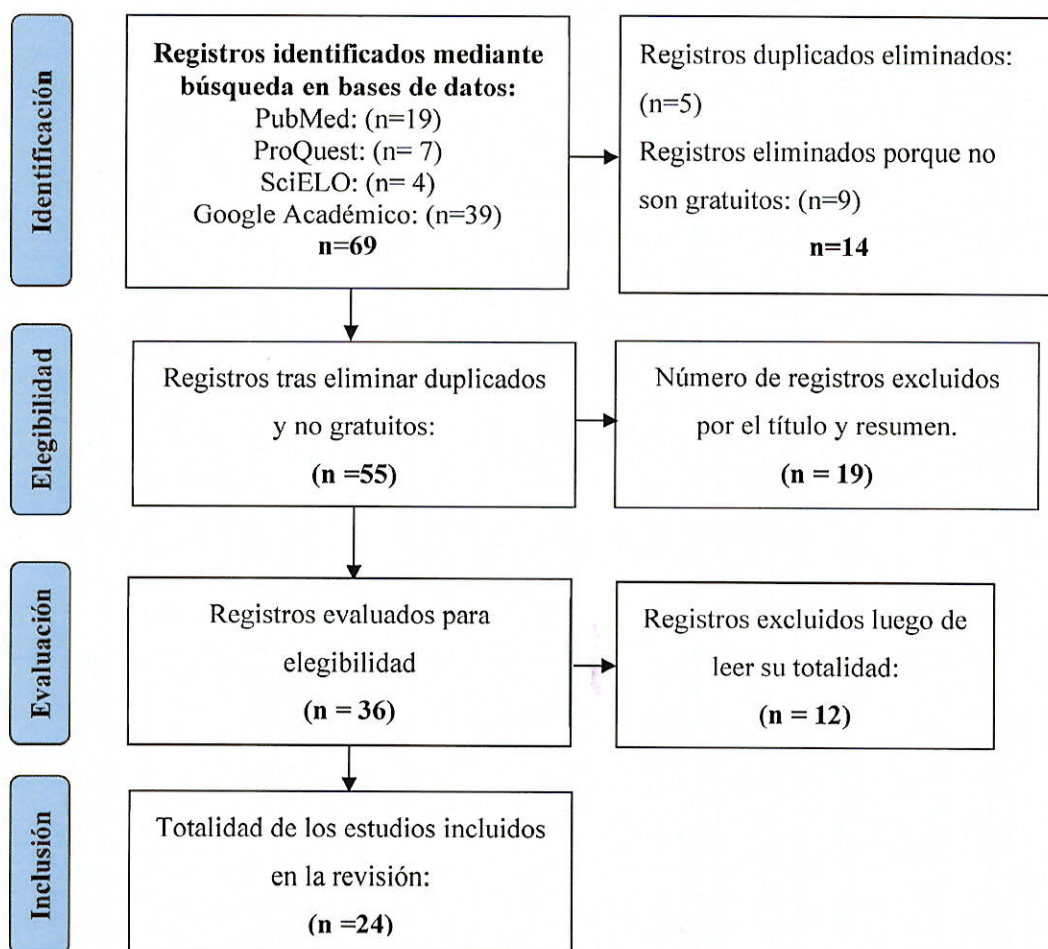 Identificación
Registros identificados mediante
búsqueda en bases de datos:
PubMed: (n=19)
ProQuest: (n= 7)
SciELO: (n= 4)
Google Académico: (n=39)
n=69
Registros duplicados eliminados:
(n=5)
Registros eliminados porque no
son gratuitos: (n=9)
n=14
Elegibilidad
Registros tras eliminar duplicados
y no gratuitos:
(n =55)
Número de registros excluidos
por el título y resumen.
(n = 19)
Evaluación
Registros evaluados para
elegibilidad
(n = 36)
Registros excluidos luego de
leer su totalidad:
(n = 12)
Inclusión
Totalidad de los estudios incluidos
en la revisión:
(n =24)